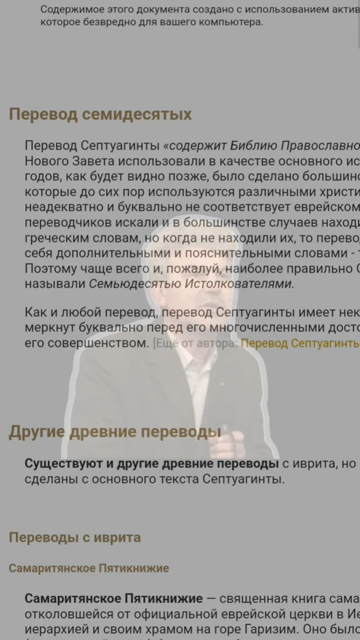 Содержимое этого документа создано с использованием актив
которое безвредно для вашего компьютера.
Перевод семидесятых
Перевод Септуагинты «содержит Библию Православно
Нового Завета использовали в качестве основного ис
годов, как будет видно позже, было сделано большинс
которые до сих пор используются различными христи
неадекватно и буквально не соответствует еврейском
переводчиков искали и в большинстве случаев находи
греческим словам, но когда не находили их, то перево
себя дополнительными и пояснительными словами - т
Поэтому чаще всего и, пожалуй, наиболее правильно С
называли Семьюдесятью Истолкователями.
Как и любой перевод, перевод Септуагинты имеет нек
меркнут буквально перед его многочисленными досто
его совершенством. [Ещё от автора: Перевод Септуагинть
Другие древние переводы
Существуют и другие древние переводы с иврита, но
сделаны с основного текста Септуагинты.
Переводы с иврита
Самаритянское Пятикнижие
Самаритянское Пятикнижие — священная книга сама
отколовшейся от официальной еврейской церкви в Ие
иерархией и своим храмом на горе Гаризим. Оно было